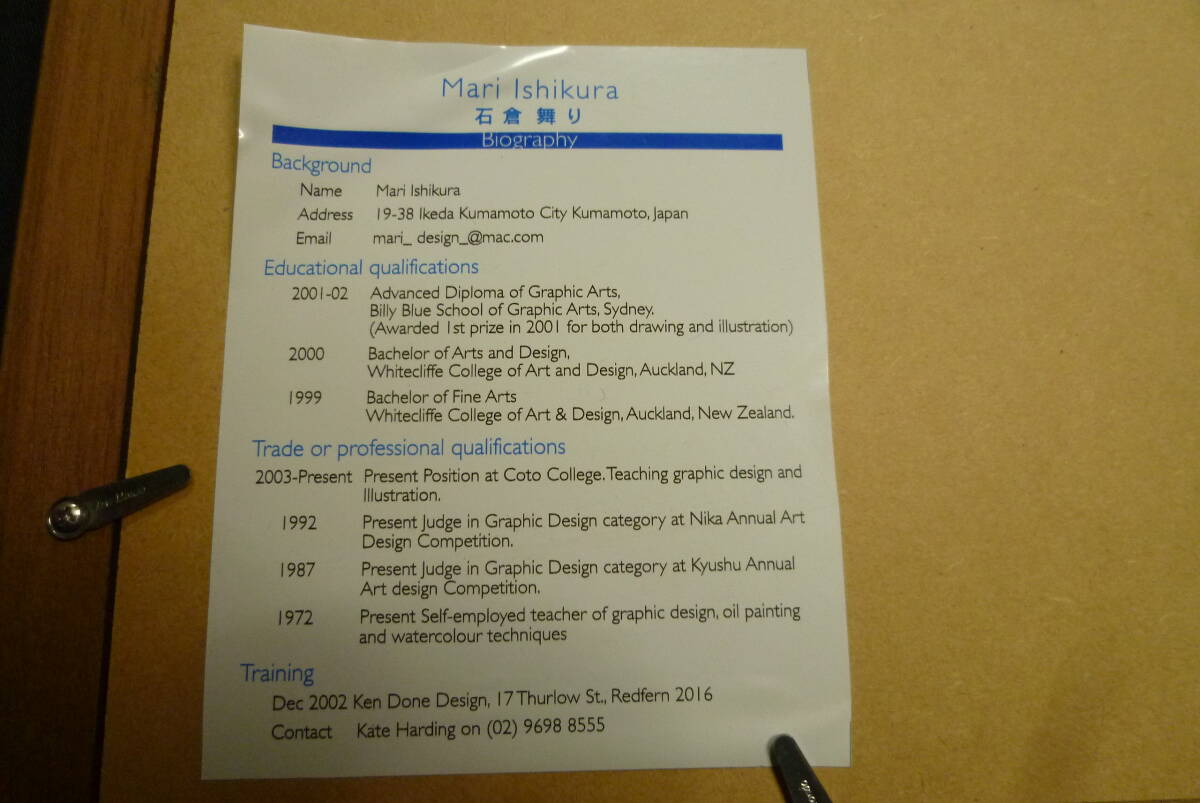 Mari Ishikura
石倉 舞り
Biography
Background
Name Mari Ishikura
Address 19-38 Ikeda Kumamoto City Kumamoto, Japan
Email mari_ design_@mac.com
Educational qualifications
2001-02 Advanced Diploma of Graphic Arts,
Billy Blue School of Graphic Arts, Sydney.
(Awarded 1st prize in 2001 for both drawing and illustration)
2000 Bachelor of Arts and Design,
Whitecliffe College of Art and Design, Auckland, NZ
1999 Bachelor of Fine Arts
Whitecliffe College of Art & Design, Auckland, New Zealand.
Trade or professional qualifications
2003-Present Present Position at Coto College. Teaching graphic design and
Illustration.
1992 Present Judge in Graphic Design category at Nika Annual Art
Design Competition.
1987 Present Judge in Graphic Design category at Kyushu Annual
Art design Competition.
1972 Present Self-employed teacher of graphic design, oil painting
and watercolour techniques
Training
Dec 2002 Ken Done Design, 17 Thurlow St., Redfern 2016
Contact Kate Harding on (02) 9698 8555